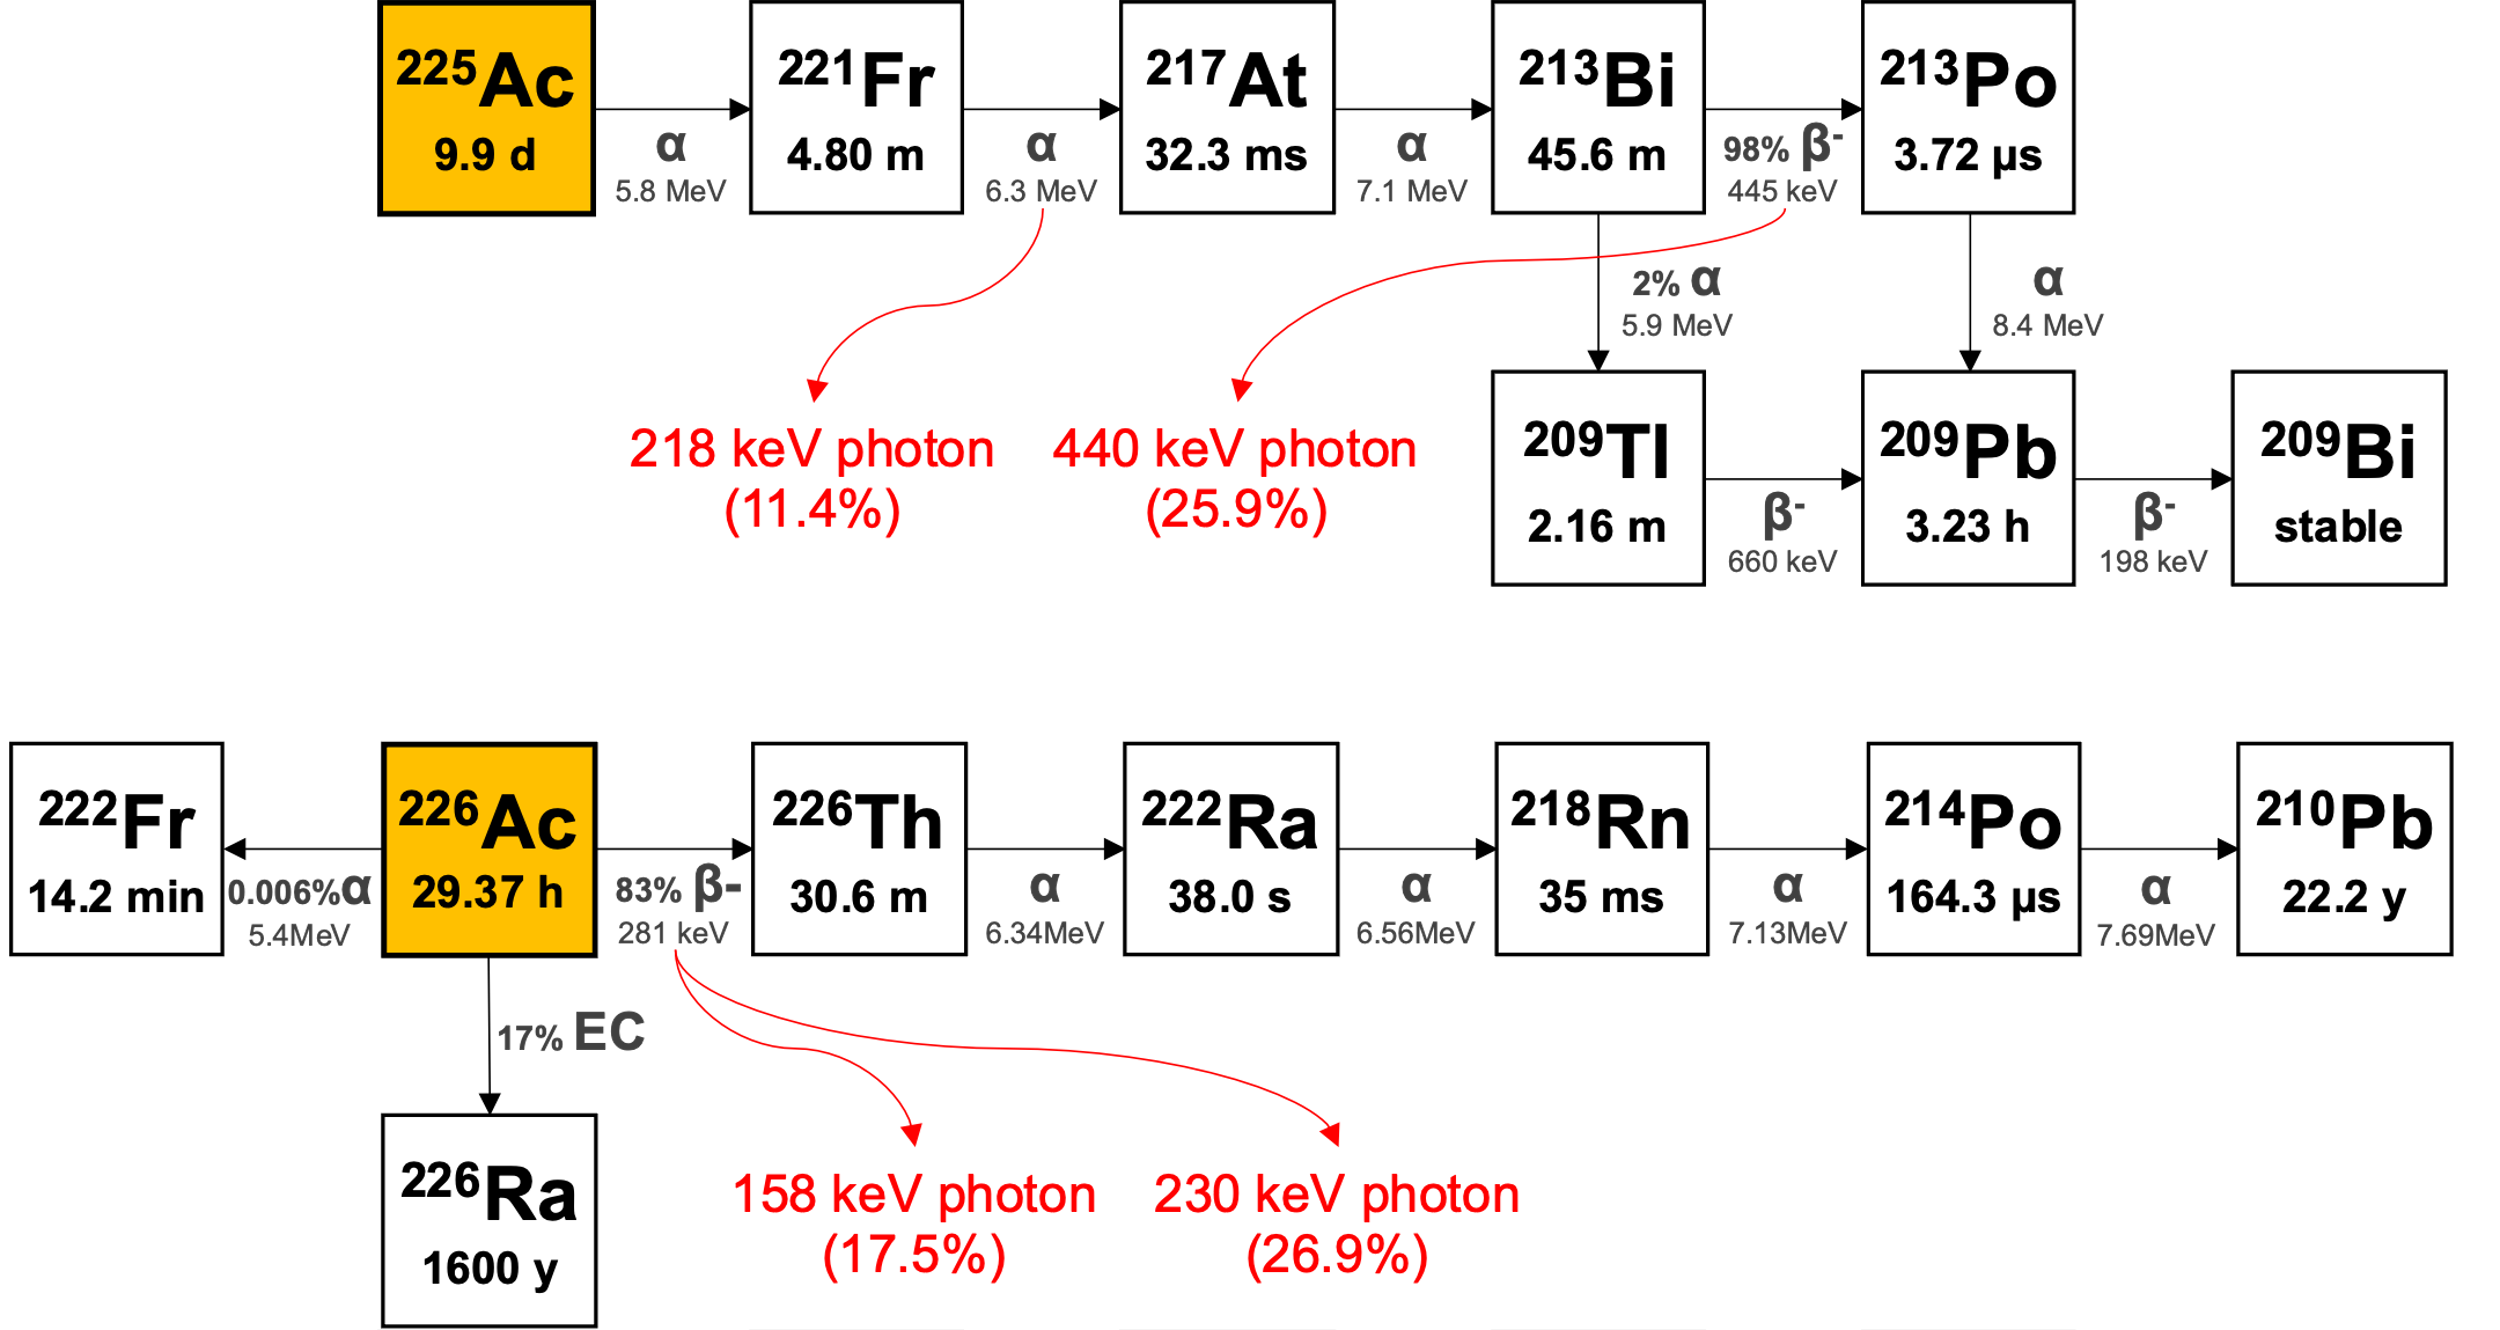 ²²⁵Ac
9.9 d
α
5.8 MeV
²²¹Fr
4.80 m
α
6.3 MeV
²¹⁷At
32.3 ms
α
7.1 MeV
²¹³Bi
45.6 m
98% β⁻
445 keV
²¹³Po
3.72 µs
2% α
5.9 MeV
α
8.4 MeV
218 keV photon
(11.4%)
440 keV photon
(25.9%)
²⁰⁹Tl
2.16 m
β⁻
660 keV
²⁰⁹Pb
3.23 h
β⁻
198 keV
²⁰⁹Bi
stable
²²²Fr
14.2 min
0.006%α
5.4MeV
²²⁶Ac
29.37 h
83% β-
281 keV
²²⁶Th
30.6 m
α
6.34MeV
²²²Ra
38.0 s
α
6.56MeV
²¹⁸Rn
35 ms
α
7.13MeV
²¹⁴Po
164.3 µs
α
7.69MeV
²¹⁰Pb
22.2 y
17% EC
²²⁶Ra
1600 y
158 keV photon
(17.5%)
230 keV photon
(26.9%)